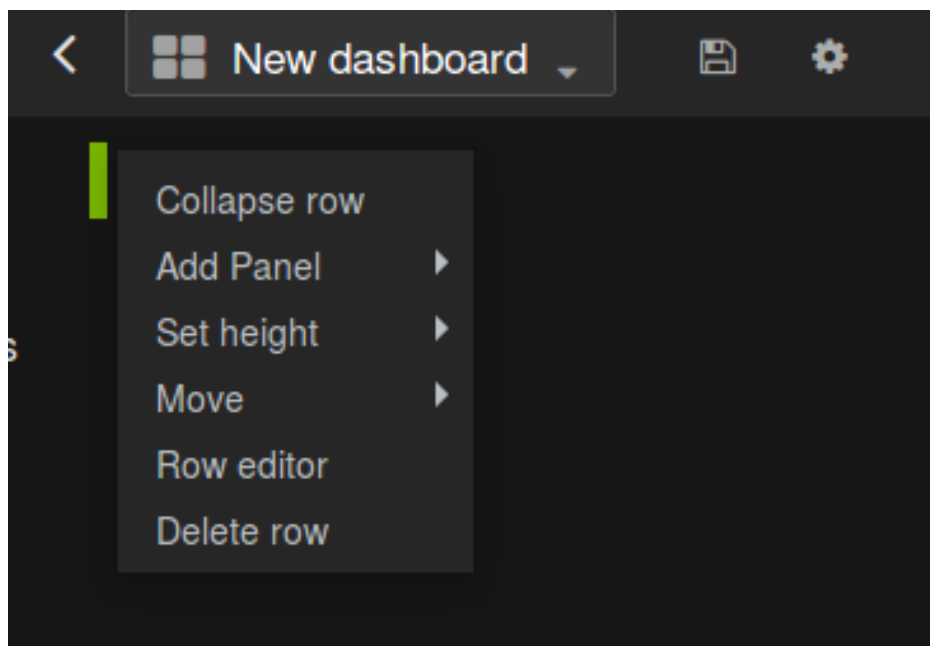 New dashboard
Collapse row
Add Panel
Set height
s
Move
Row editor
Delete row